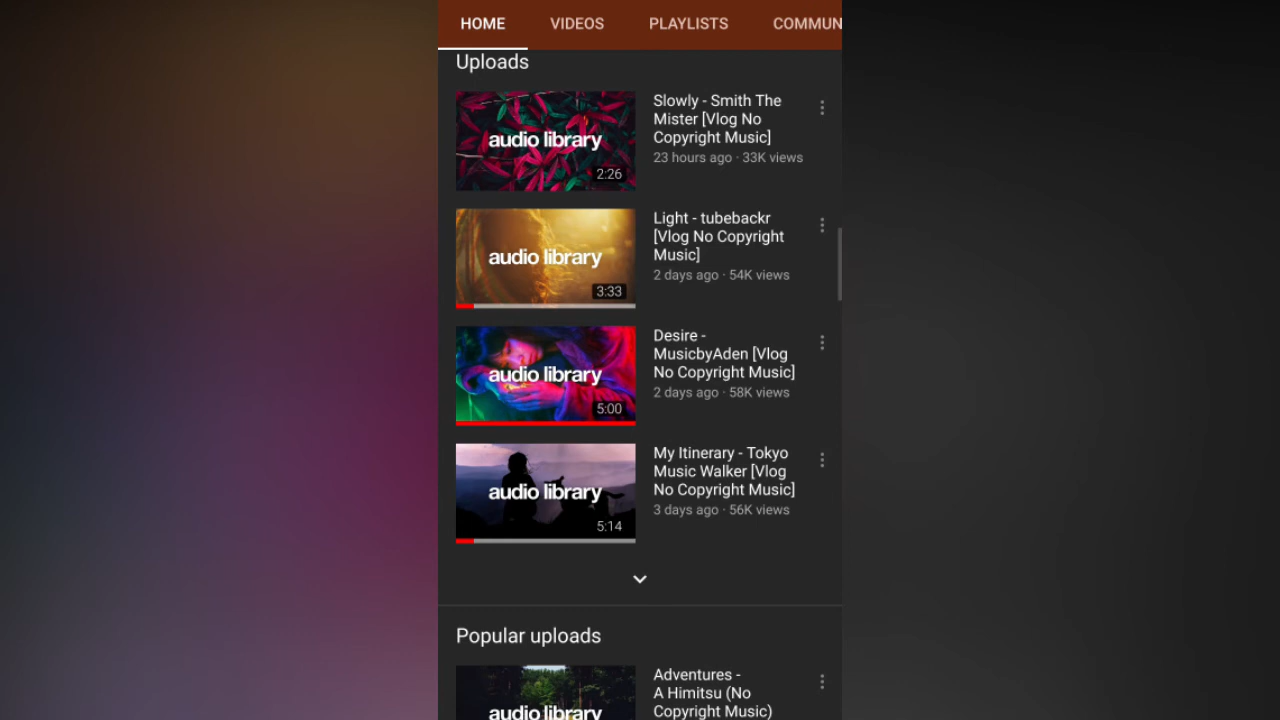 HOME VIDEOS PLAYLISTS COMMUN
Uploads
audio library
2:26
Slowly - Smith The
Mister [Vlog No
Copyright Music]
23 hours ago · 33K views
audio library
3:33
Light - tubebackr
[Vlog No Copyright
Music]
2 days ago · 54K views
audio library
5:00
Desire -
MusicbyAden [Vlog
No Copyright Music]
2 days ago · 58K views
audio library
5:14
My Itinerary - Tokyo
Music Walker [Vlog
No Copyright Music]
3 days ago · 56K views
Popular uploads
audio library
Adventures -
A Himitsu (No
Copyright Music)